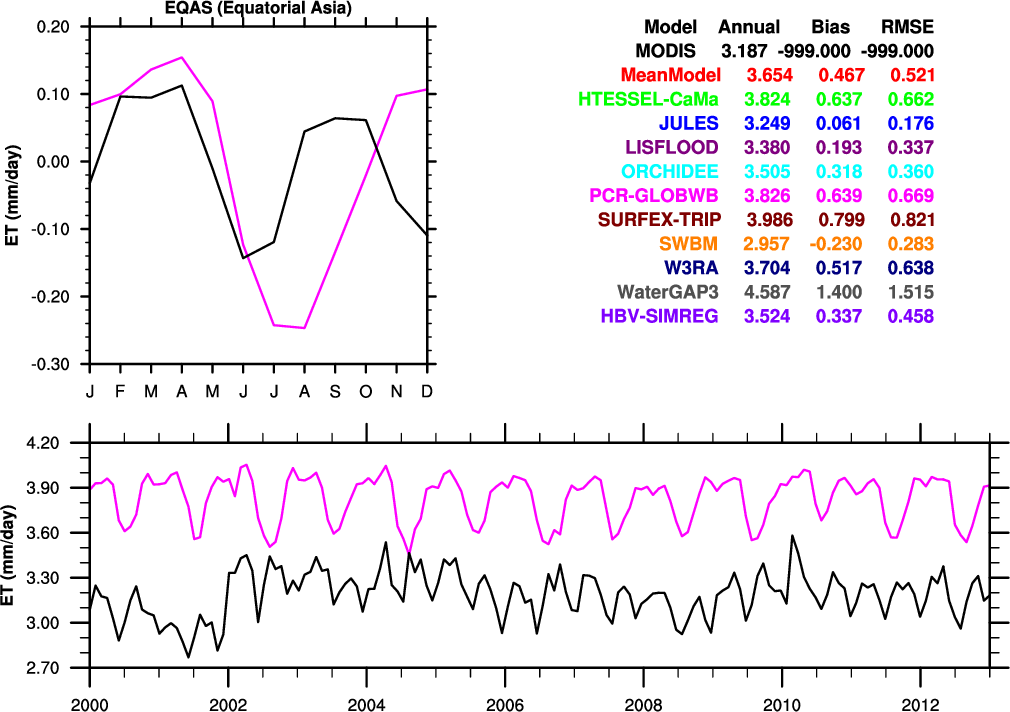 EQAS (Equatorial Asia)
0.20
0.10
0.00
-0.10
-0.20
-0.30
ET (mm/day)
J F M A M J J A S O N D
Model Annual Bias RMSE
MODIS 3.187 -999.000 -999.000
MeanModel 3.654 0.467 0.521
HTESSEL-CaMa 3.824 0.637 0.662
JULES 3.249 0.061 0.176
LISFLOOD 3.380 0.193 0.337
ORCHIDEE 3.505 0.318 0.360
PCR-GLOBWB 3.826 0.639 0.669
SURFEX-TRIP 3.986 0.799 0.821
SWBM 2.957 -0.230 0.283
W3RA 3.704 0.517 0.638
WaterGAP3 4.587 1.400 1.515
HBV-SIMREG 3.524 0.337 0.458
4.20
3.90
3.60
3.30
3.00
2.70
ET (mm/day)
2000 2002 2004 2006 2008 2010 2012